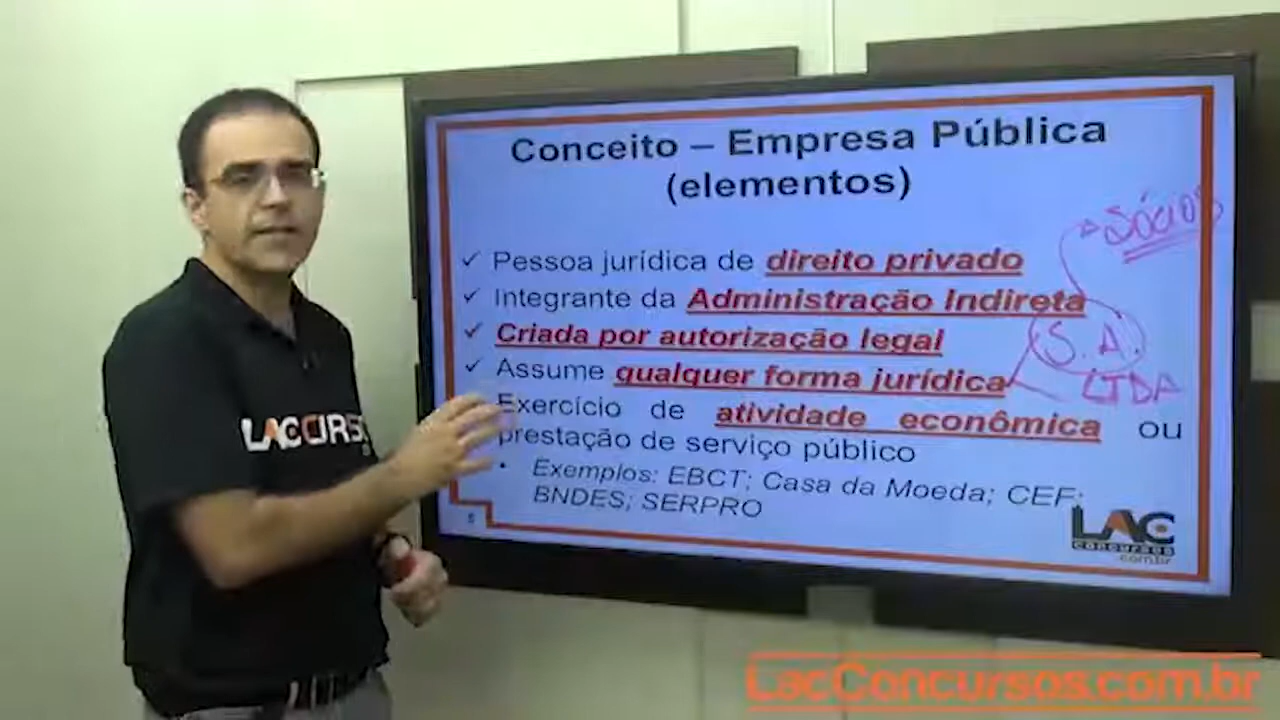 Conceito – Empresa Pública
(elementos)
Sócios
✓ Pessoa jurídica de direito privado
✓ Integrante da Administração Indireta
✓ Criada por autorização legal
S.A.
✓ Assume qualquer forma jurídica
LTDA
Exercício de atividade econômica ou
prestação de serviço público
• Exemplos: EBCT; Casa da Moeda; CEF;
BNDES; SERPRO
5
LAC
concursos
.com.br
LACCURSOS
LacConcursos.com.br